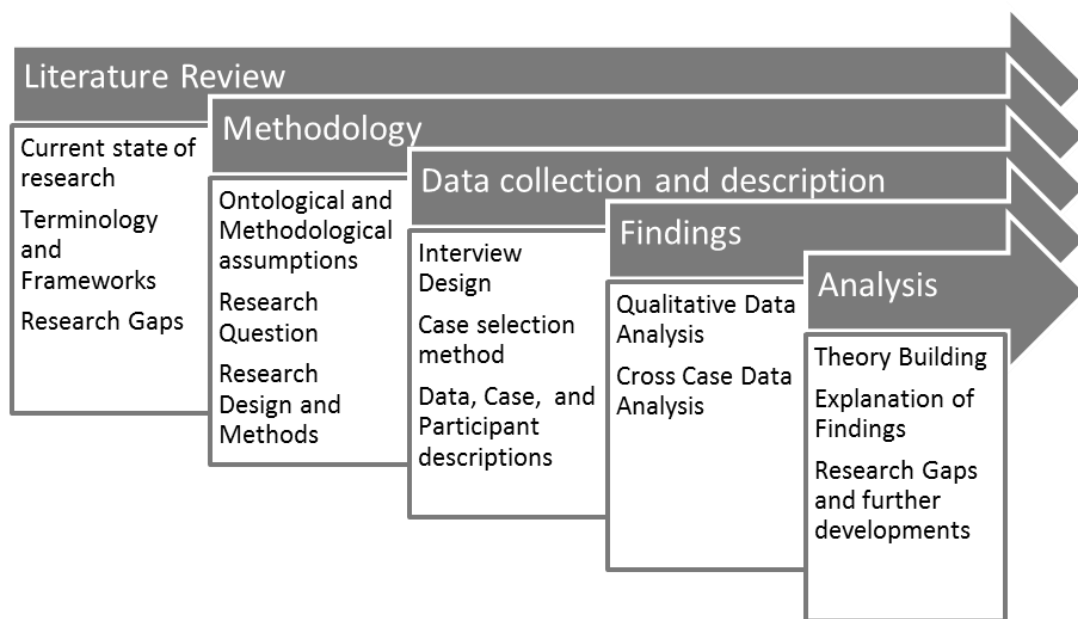 Literature Review
Current state of
research
Terminology
and
Frameworks
Research Gaps
Methodology
Ontological and
Methodological
assumptions
Research
Question
Research
Design and
Methods
Data collection and description
Interview
Design
Case selection
method
Data, Case, and
Participant
descriptions
Findings
Qualitative Data
Analysis
Cross Case Data
Analysis
Analysis
Theory Building
Explanation of
Findings
Research Gaps
and further
developments